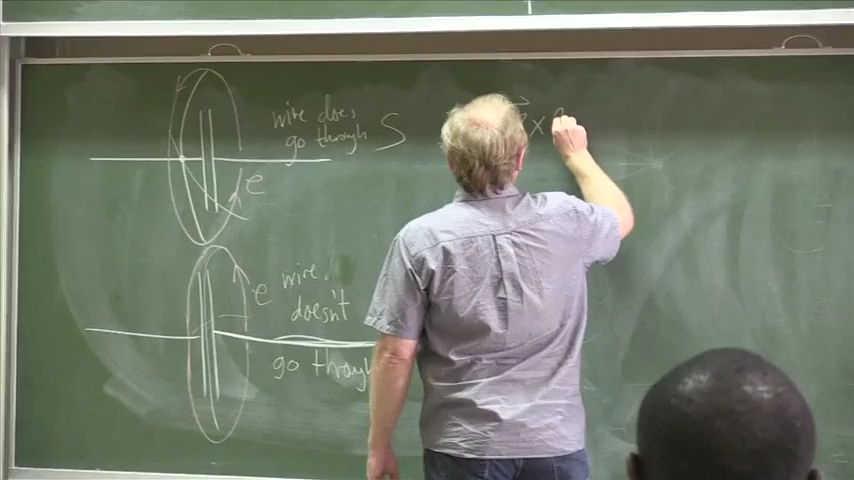 wire does
go through S
e
e wire
doesn't
go through
x